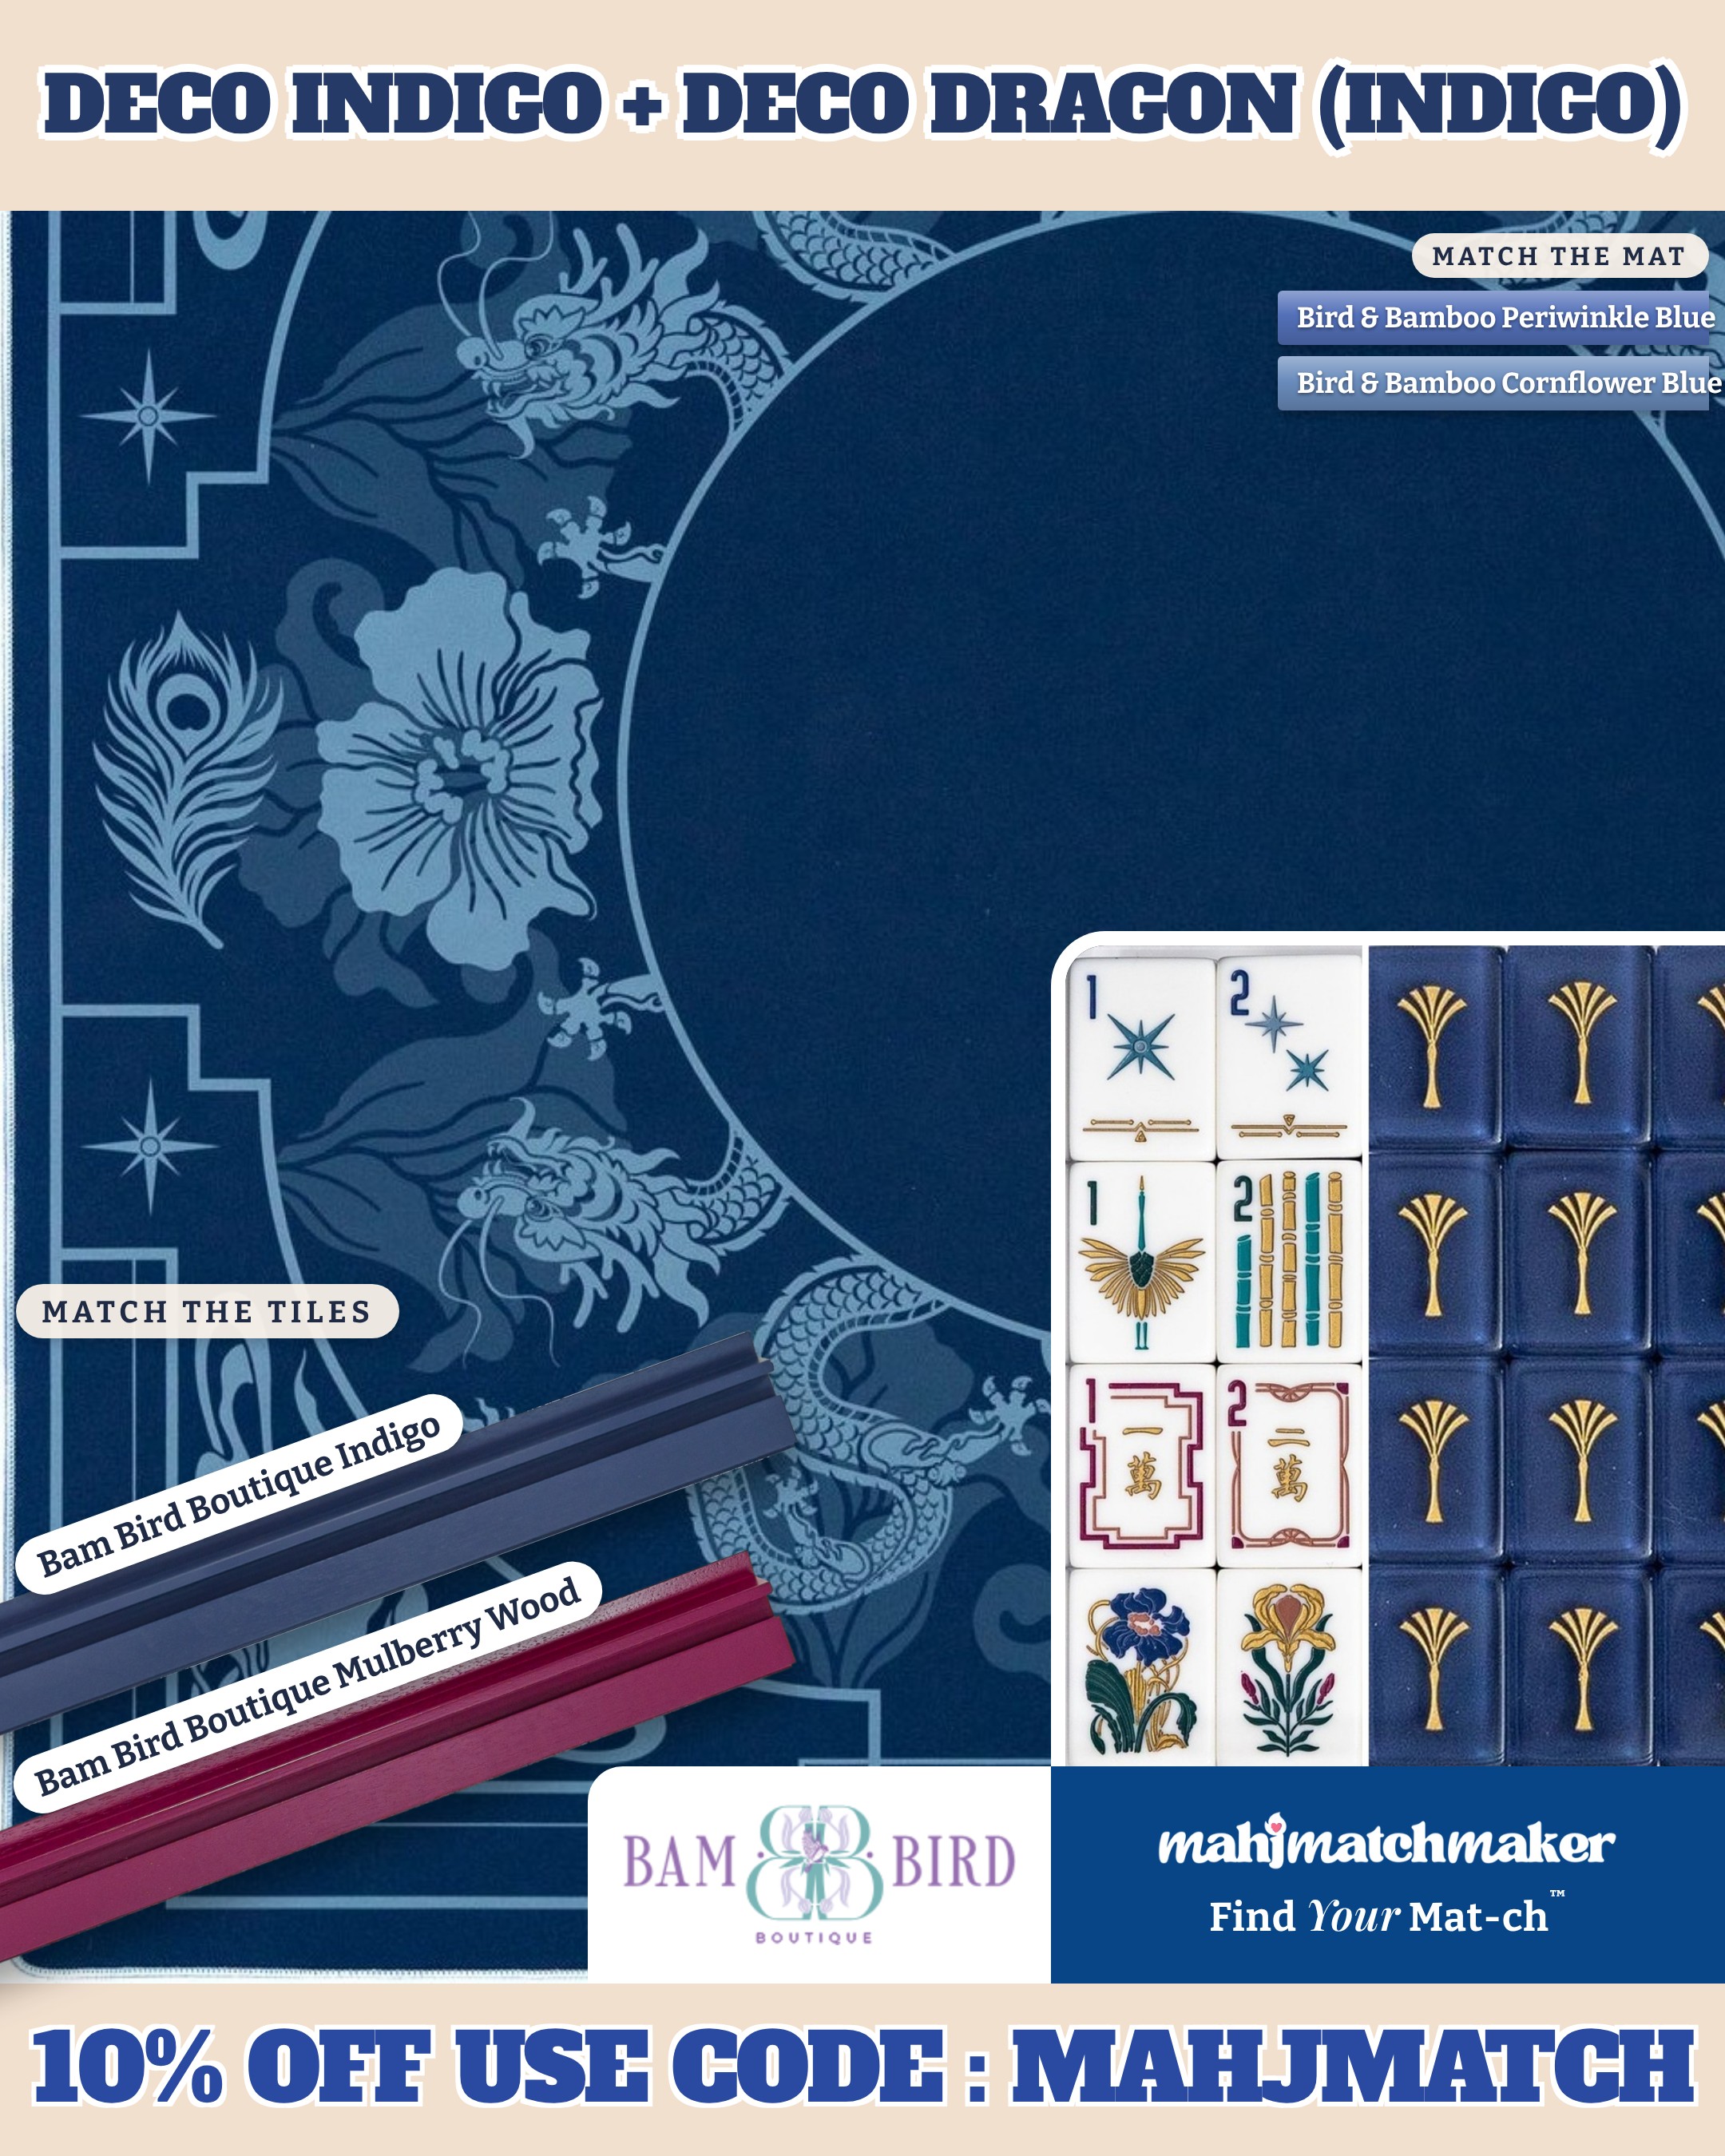 DECO INDIGO + DECO DRAGON (INDIGO)
MATCH THE MAT
Bird & Bamboo Periwinkle Blue
Bird & Bamboo Cornflower Blue
1 2
1 2
1 一萬 2 二萬
MATCH THE TILES
Bam Bird Boutique Indigo
Bam Bird Boutique Mulberry Wood
BAM BIRD
BOUTIQUE
mahjmatchmaker
Find Your Mat-ch™
10% OFF USE CODE : MAHJMATCH